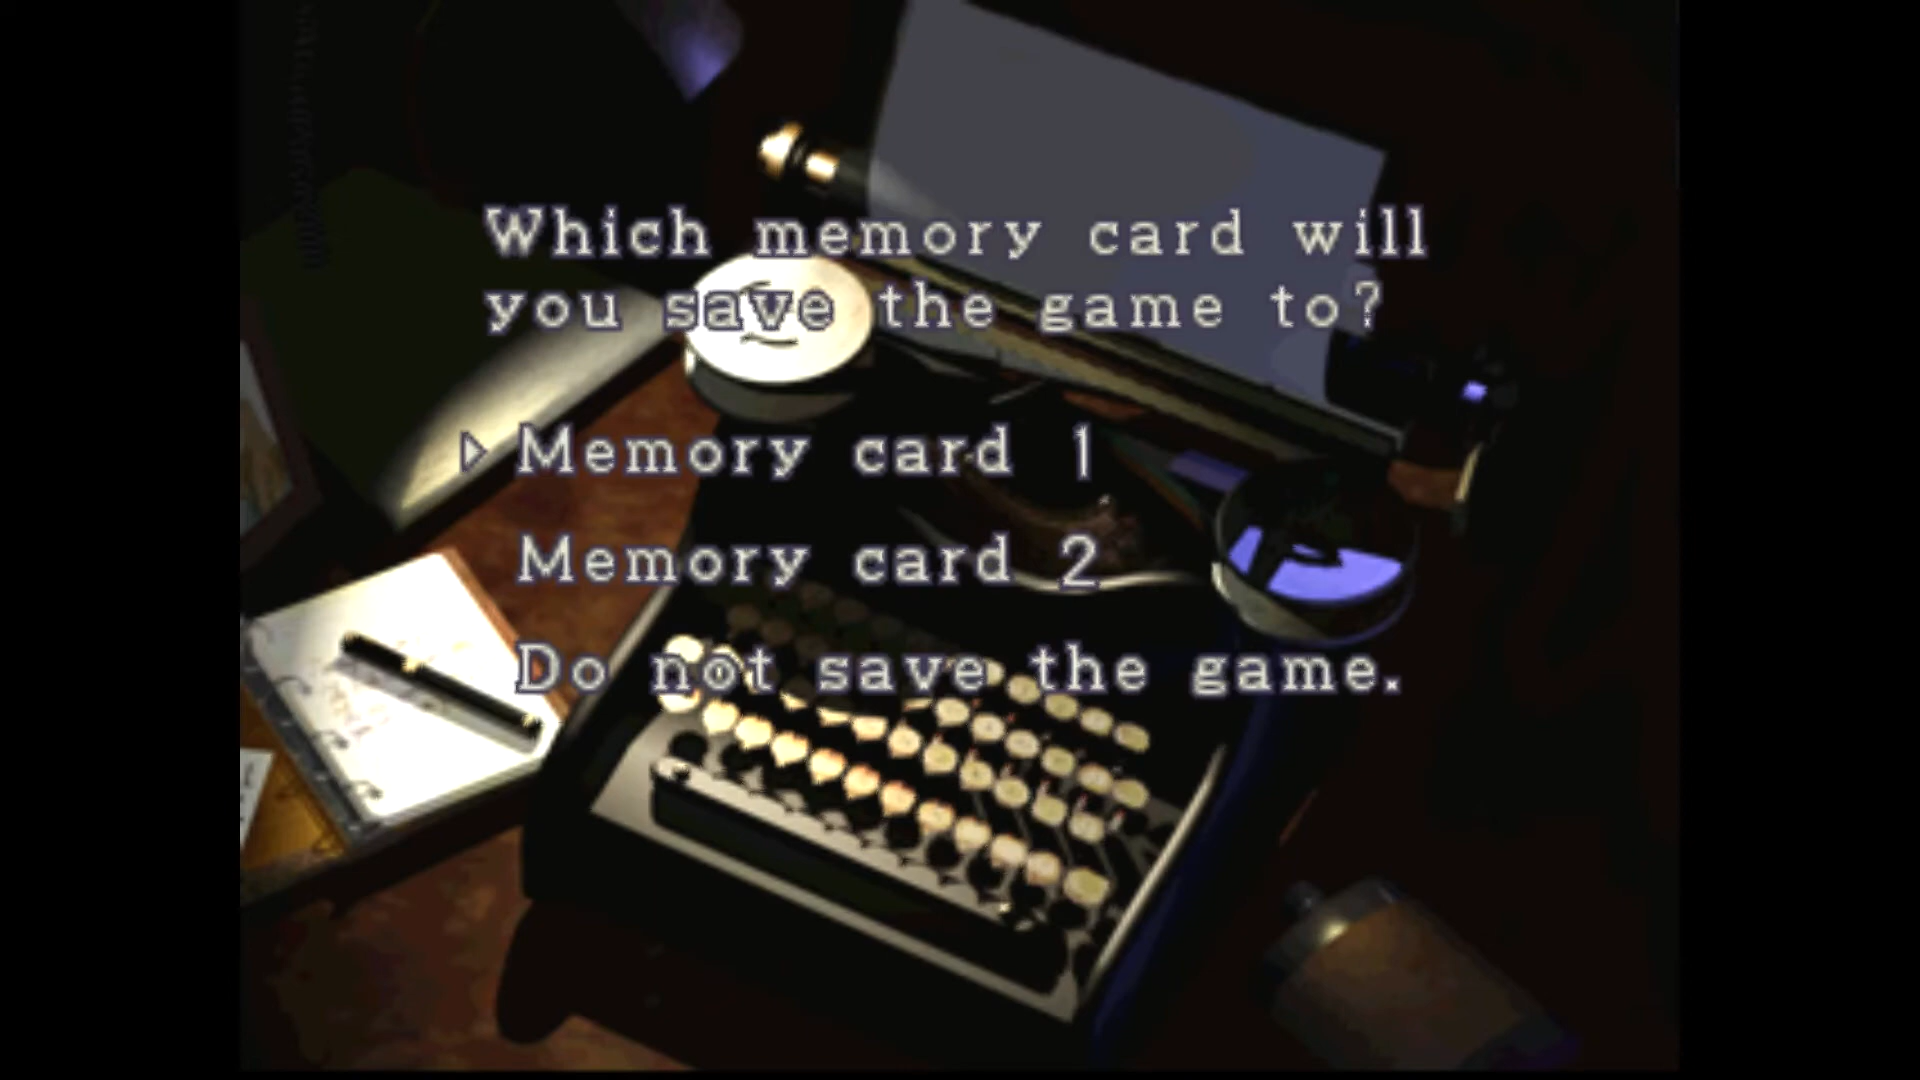 Which memory card will
you save the game to?
Memory card 1
Memory card 2
Do not save the game.